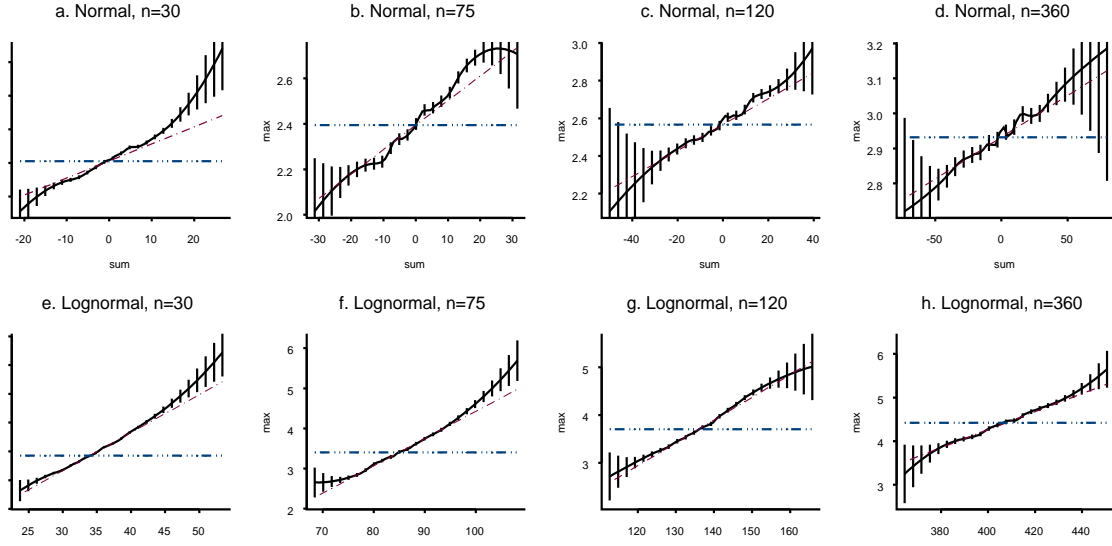 a. Normal, n=30
b. Normal, n=75
c. Normal, n=120
d. Normal, n=360
max
2.6
2.4
2.2
2.0
max
3.0
2.8
2.6
2.4
2.2
max
3.2
3.1
3.0
2.9
2.8
-20 -10 0 10 20
-30 -20 -10 0 10 20 30
-40 -20 0 20 40
-50 0 50
sum
sum
sum
sum
e. Lognormal, n=30
f. Lognormal, n=75
g. Lognormal, n=120
h. Lognormal, n=360
max
6
5
4
3
2
max
5
4
3
max
6
5
4
3
25 30 35 40 45 50
70 80 90 100
120 130 140 150 160
380 400 420 440